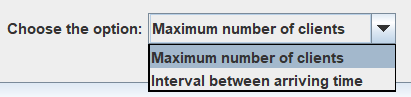 Choose the option: Maximum number of clients
Maximum number of clients
Interval between arriving time